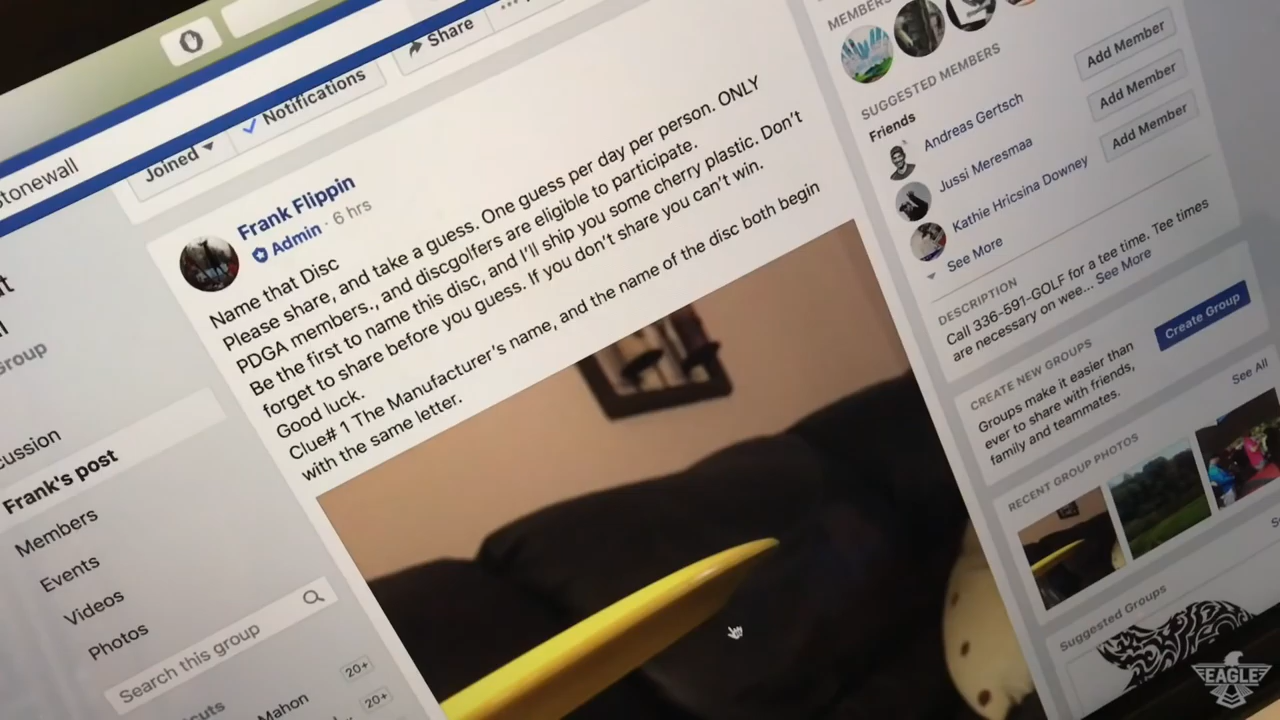 Share
Notifications
Joined
tonewall
Frank Flippin
Admin · 6 hrs
Name that Disc
Please share, and take a guess. One guess per day per person. ONLY
PDGA members., and discgolfers are eligible to participate.
Be the first to name this disc, and I'll ship you some cherry plastic. Don't
forget to share before you guess. If you don't share you can't win.
Good luck.
Clue# 1 The Manufacturer's name, and the name of the disc both begin
with the same letter.
Group
cussion
Frank's post
Members
Events
Videos
Photos
Search this group
cuts
20+
Mahon
20+
MEMBERS
SUGGESTED MEMBERS
Friends
Andreas Gertsch
Add Member
Jussi Meresmaa
Add Member
Kathie Hricsina Downey
Add Member
See More
DESCRIPTION
Call 336-591-GOLF for a tee time. Tee times
are necessary on wee... See More
CREATE NEW GROUPS
Groups make it easier than
ever to share with friends,
family and teammates.
Create Group
RECENT GROUP PHOTOS
See All
Suggested Groups
EAGLE